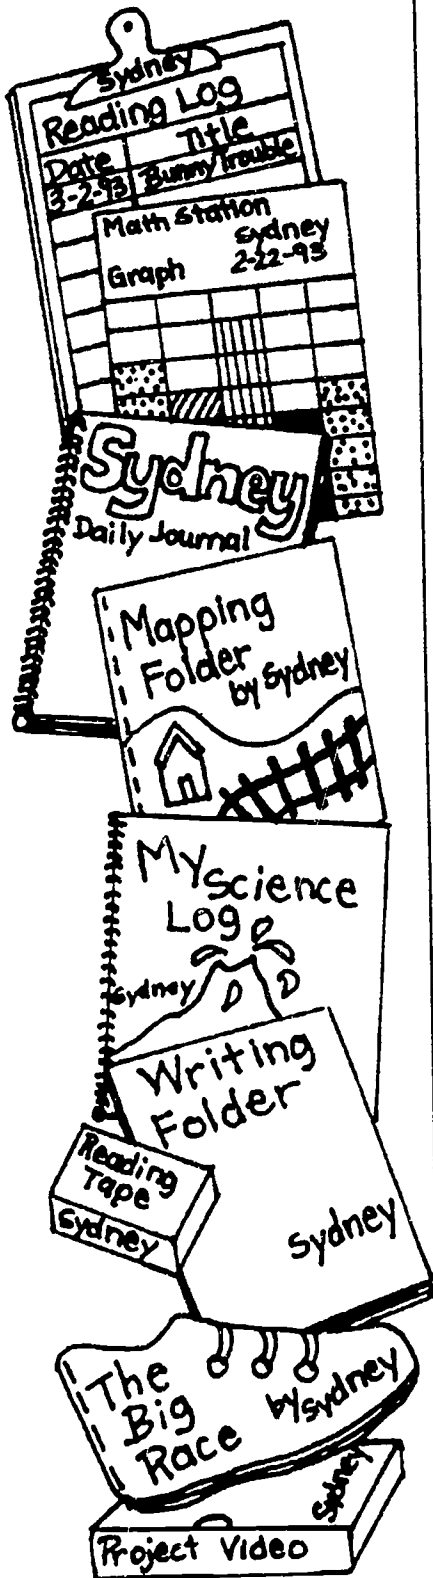 Sydney
Reading Log
Date Title
3-2-93 Bunny Trouble
Math Station
Sydney
Graph 2-22-93
Sydney
Daily Journal
Mapping
Folder
by Sydney
My Science
Log
Sydney
Writing
Folder
Sydney
Reading
Tape
Sydney
The
Big
Race
by Sydney
Sydney
Project Video